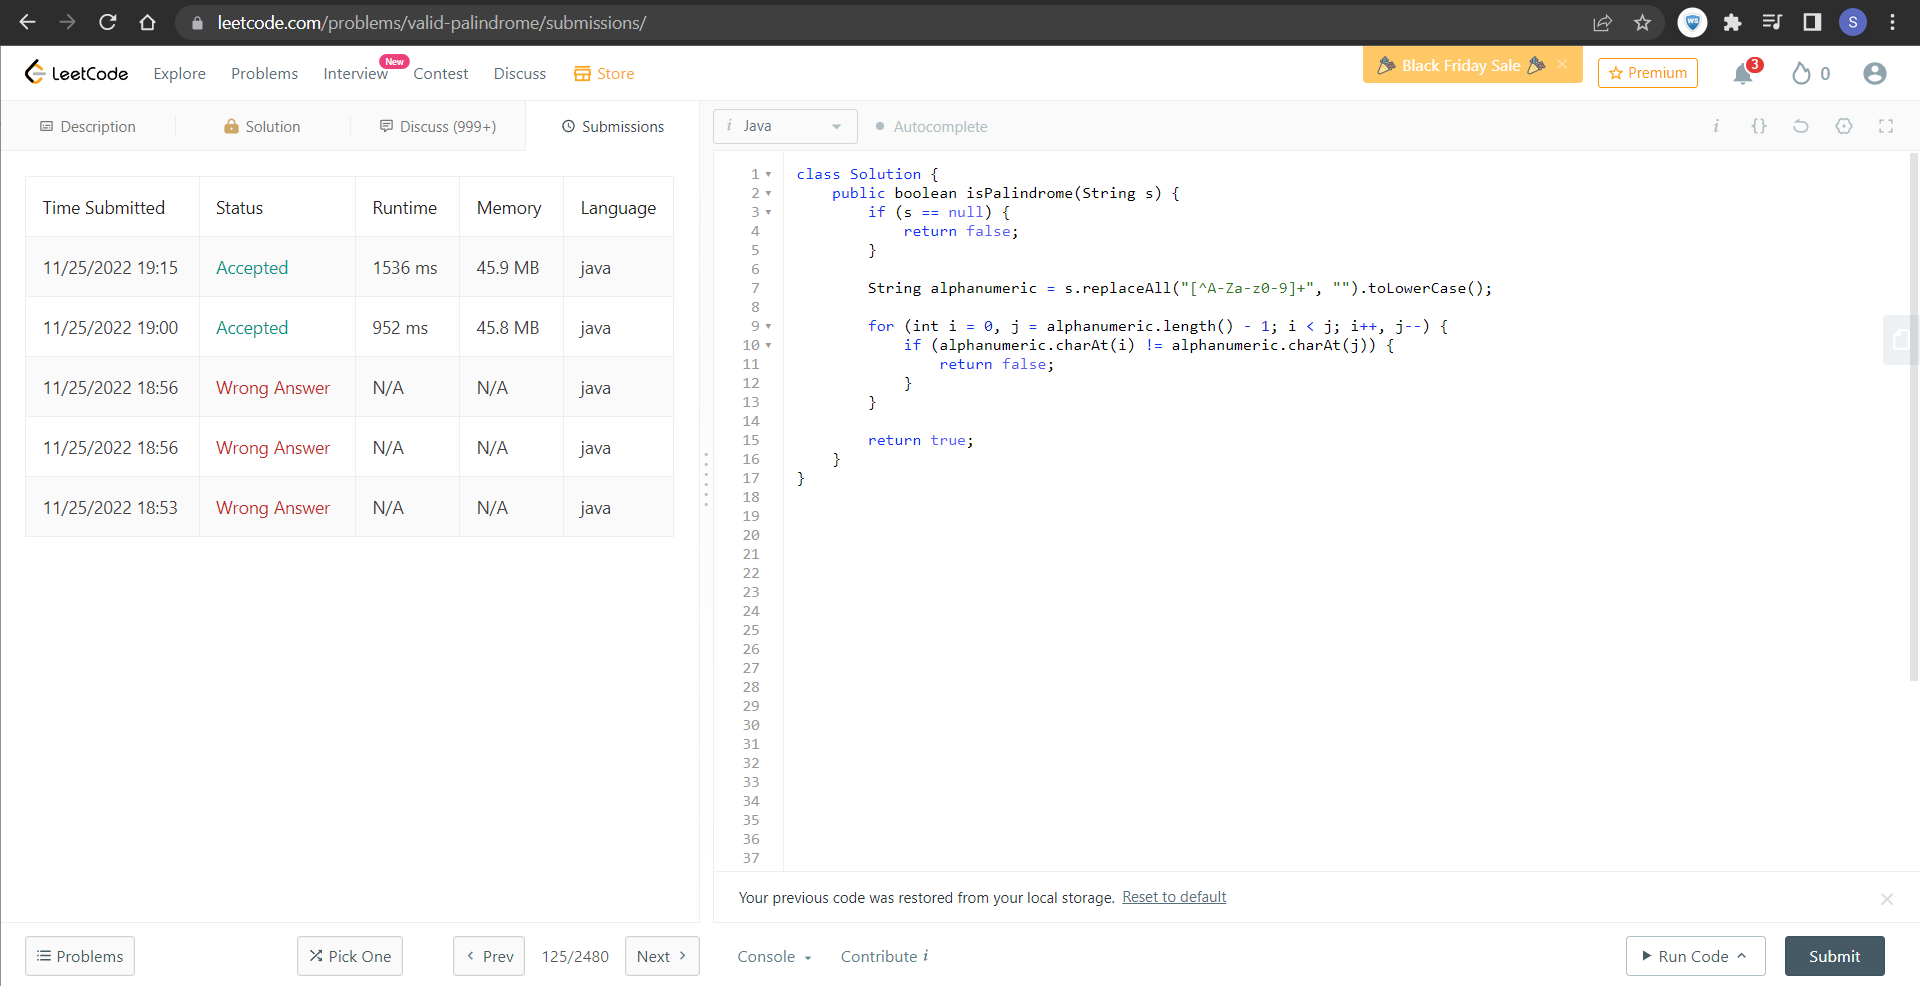 leetcode.com/problems/valid-palindrome/submissions/
S
LeetCode
Explore
Problems
Interview
New
Contest
Discuss
Store
Black Friday Sale
Premium
3
0
Description
Solution
Discuss (999+)
Submissions
i Java
Autocomplete
i
{}
Time Submitted Status Runtime Memory Language
11/25/2022 19:15 Accepted 1536 ms 45.9 MB java
11/25/2022 19:00 Accepted 952 ms 45.8 MB java
11/25/2022 18:56 Wrong Answer N/A N/A java
11/25/2022 18:56 Wrong Answer N/A N/A java
11/25/2022 18:53 Wrong Answer N/A N/A java
1 class Solution {
2 public boolean isPalindrome(String s) {
3 if (s == null) {
4 return false;
5 }
6
7 String alphanumeric = s.replaceAll("[^A-Za-z0-9]+", "").toLowerCase();
8
9 for (int i = 0, j = alphanumeric.length() - 1; i < j; i++, j--) {
10 if (alphanumeric.charAt(i) != alphanumeric.charAt(j)) {
11 return false;
12 }
13 }
14
15 return true;
16 }
17 }
18
19
20
21
22
23
24
25
26
27
28
29
30
31
32
33
34
35
36
37
Your previous code was restored from your local storage. Reset to default
Problems
Pick One
Prev
125/2480
Next
Console
Contribute i
Run Code
Submit